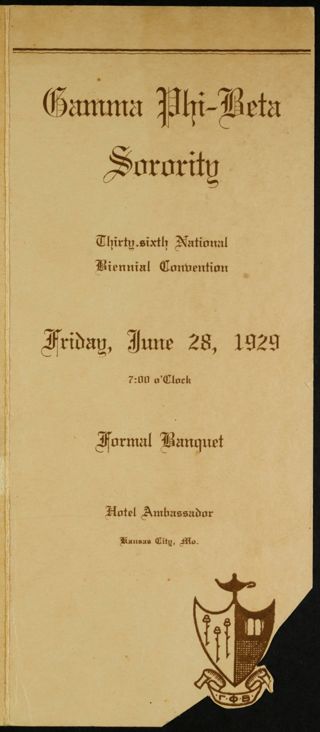 Gamma Phi-Beta
Sorority
Thirty-sixth National
Biennial Convention
Friday, June 28, 1929
7:00 o'Clock
Formal Banquet
Hotel Ambassador
Kansas City, Mo.
Γ·Φ·Β